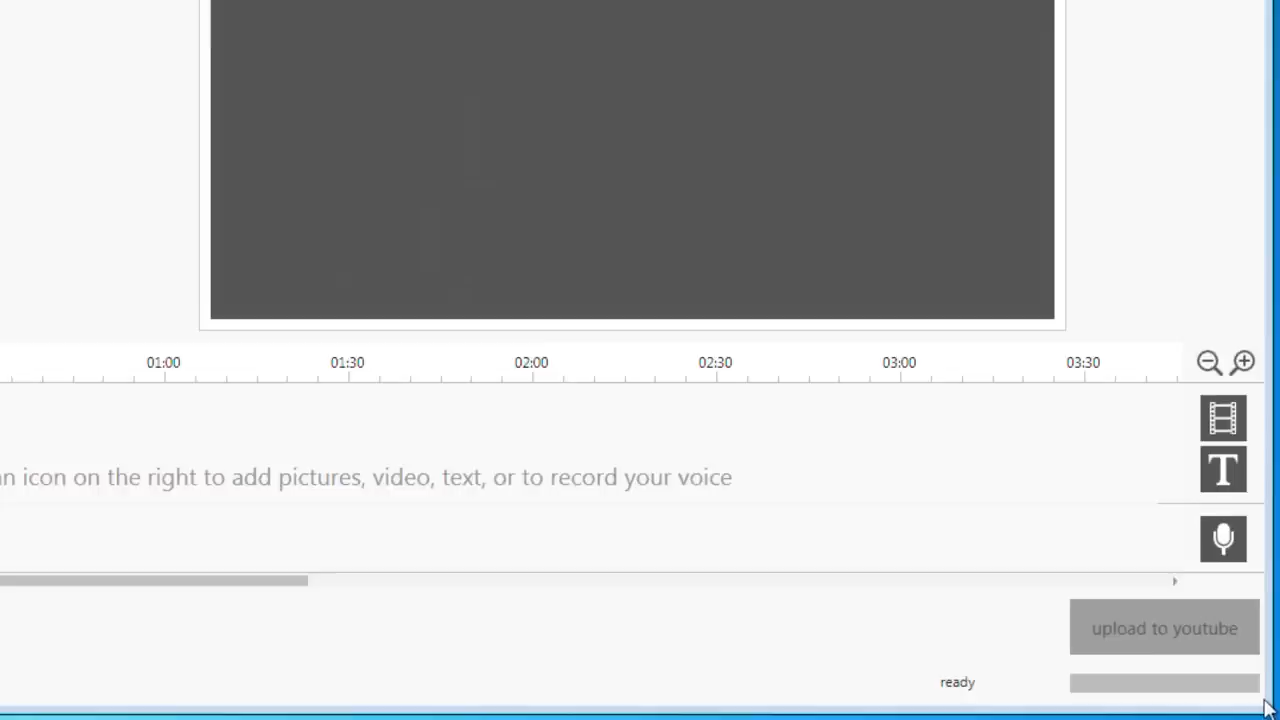 01:00 01:30 02:00 02:30 03:00 03:30
T
icon on the right to add pictures, video, text, or to record your voice
upload to youtube
ready